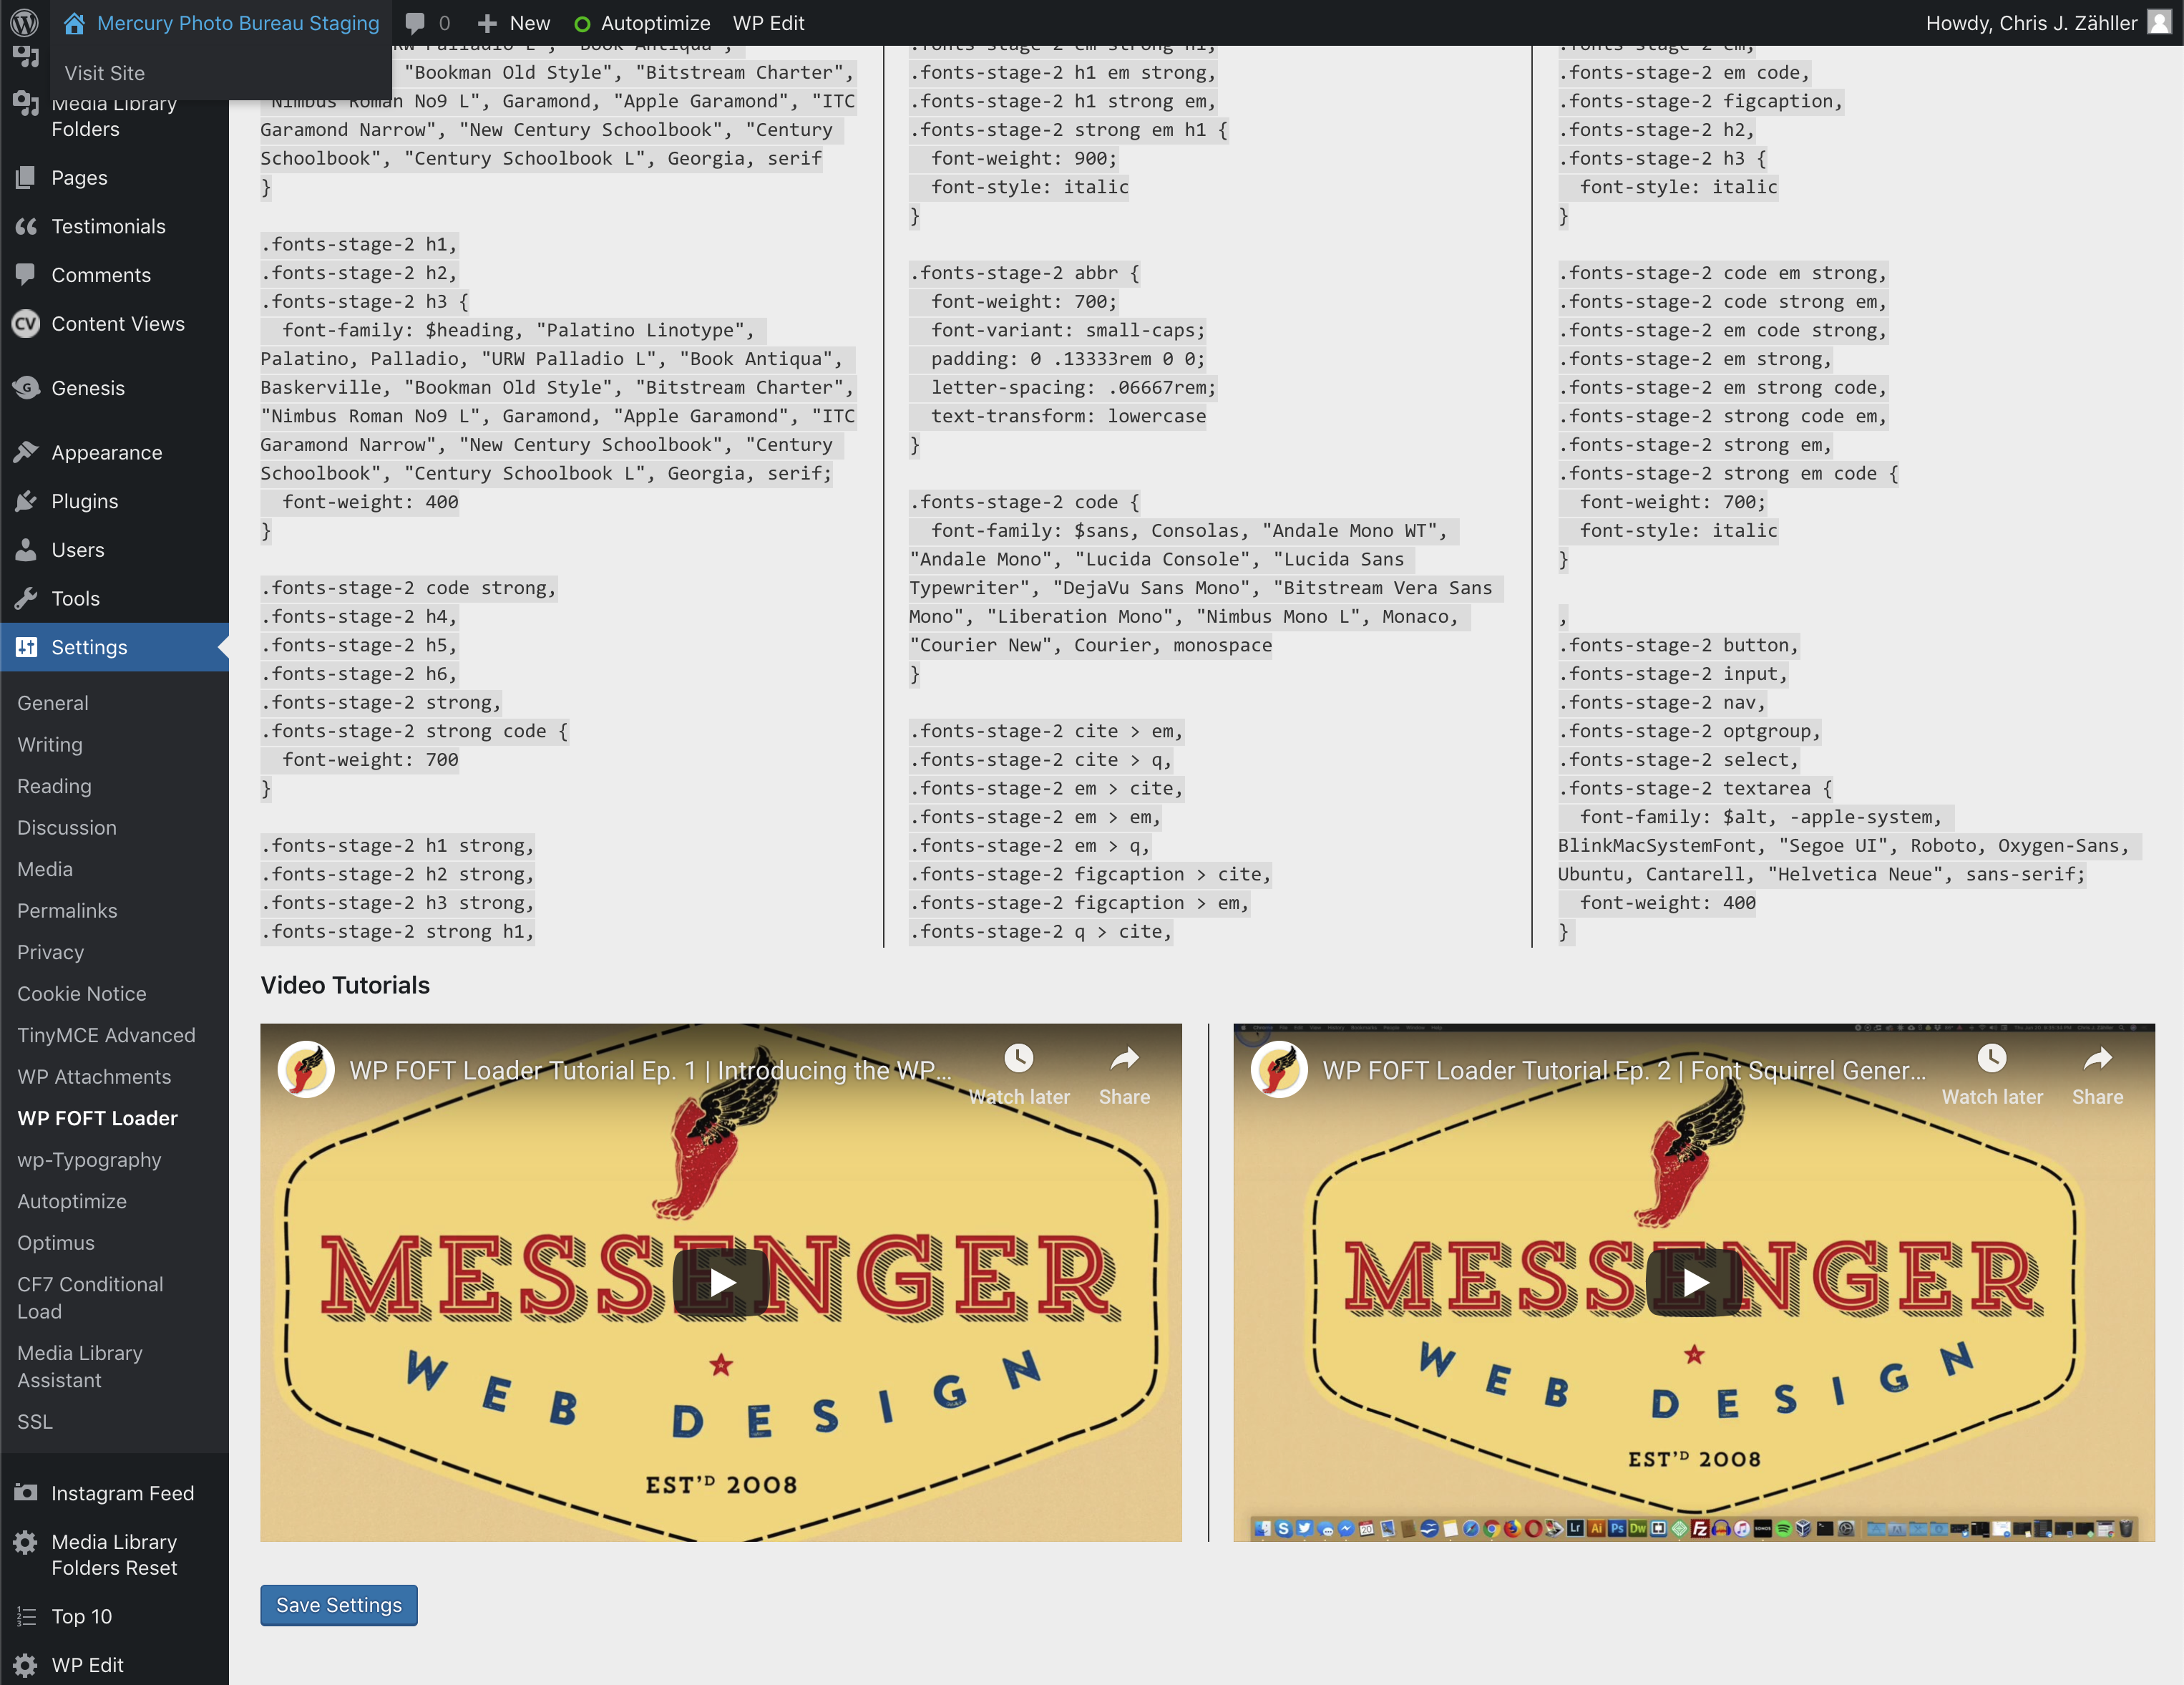 Mercury Photo Bureau Staging
0
New
Autoptimize
WP Edit
Howdy, Chris J. Zähller
Visit Site
Media Library
Folders
Pages
Testimonials
Comments
Content Views
Genesis
Appearance
Plugins
Users
Tools
Settings
General
Writing
Reading
Discussion
Media
Permalinks
Privacy
Cookie Notice
TinyMCE Advanced
WP Attachments
WP FOFT Loader
wp-Typography
Autoptimize
Optimus
CF7 Conditional
Load
Media Library
Assistant
SSL
Instagram Feed
Media Library
Folders Reset
Top 10
WP Edit
RW Palladio L", "Book Antiqua",
"Bookman Old Style", "Bitstream Charter",
"Nimbus Roman No9 L", Garamond, "Apple Garamond", "ITC
Garamond Narrow", "New Century Schoolbook", "Century
Schoolbook", "Century Schoolbook L", Georgia, serif
}
.fonts-stage-2 h1,
.fonts-stage-2 h2,
.fonts-stage-2 h3 {
font-family: $heading, "Palatino Linotype",
Palatino, Palladio, "URW Palladio L", "Book Antiqua",
Baskerville, "Bookman Old Style", "Bitstream Charter",
"Nimbus Roman No9 L", Garamond, "Apple Garamond", "ITC
Garamond Narrow", "New Century Schoolbook", "Century
Schoolbook", "Century Schoolbook L", Georgia, serif;
font-weight: 400
}
.fonts-stage-2 code strong,
.fonts-stage-2 h4,
.fonts-stage-2 h5,
.fonts-stage-2 h6,
.fonts-stage-2 strong,
.fonts-stage-2 strong code {
font-weight: 700
}
.fonts-stage-2 h1 strong,
.fonts-stage-2 h2 strong,
.fonts-stage-2 h3 strong,
.fonts-stage-2 strong h1,
.fonts-stage-2 em strong h1,
.fonts-stage-2 h1 em strong,
.fonts-stage-2 h1 strong em,
.fonts-stage-2 strong em h1 {
font-weight: 900;
font-style: italic
}
.fonts-stage-2 abbr {
font-weight: 700;
font-variant: small-caps;
padding: 0 .13333rem 0 0;
letter-spacing: .06667rem;
text-transform: lowercase
}
.fonts-stage-2 code {
font-family: $sans, Consolas, "Andale Mono WT",
"Andale Mono", "Lucida Console", "Lucida Sans
Typewriter", "DejaVu Sans Mono", "Bitstream Vera Sans
Mono", "Liberation Mono", "Nimbus Mono L", Monaco,
"Courier New", Courier, monospace
}
.fonts-stage-2 cite > em,
.fonts-stage-2 cite > q,
.fonts-stage-2 em > cite,
.fonts-stage-2 em > em,
.fonts-stage-2 em > q,
.fonts-stage-2 figcaption > cite,
.fonts-stage-2 figcaption > em,
.fonts-stage-2 q > cite,
.fonts-stage-2 em,
.fonts-stage-2 em code,
.fonts-stage-2 figcaption,
.fonts-stage-2 h2,
.fonts-stage-2 h3 {
font-style: italic
}
.fonts-stage-2 code em strong,
.fonts-stage-2 code strong em,
.fonts-stage-2 em code strong,
.fonts-stage-2 em strong,
.fonts-stage-2 em strong code,
.fonts-stage-2 strong code em,
.fonts-stage-2 strong em,
.fonts-stage-2 strong em code {
font-weight: 700;
font-style: italic
}
,
.fonts-stage-2 button,
.fonts-stage-2 input,
.fonts-stage-2 nav,
.fonts-stage-2 optgroup,
.fonts-stage-2 select,
.fonts-stage-2 textarea {
font-family: $alt, -apple-system,
BlinkMacSystemFont, "Segoe UI", Roboto, Oxygen-Sans,
Ubuntu, Cantarell, "Helvetica Neue", sans-serif;
font-weight: 400
}
Video Tutorials
WP FOFT Loader Tutorial Ep. 1 | Introducing the WP...
Watch later
Share
MESSENGER
WEB DESIGN
EST'D 2008
WP FOFT Loader Tutorial Ep. 2 | Font Squirrel Gener...
Watch later
Share
MESSENGER
WEB DESIGN
EST'D 2008
Save Settings